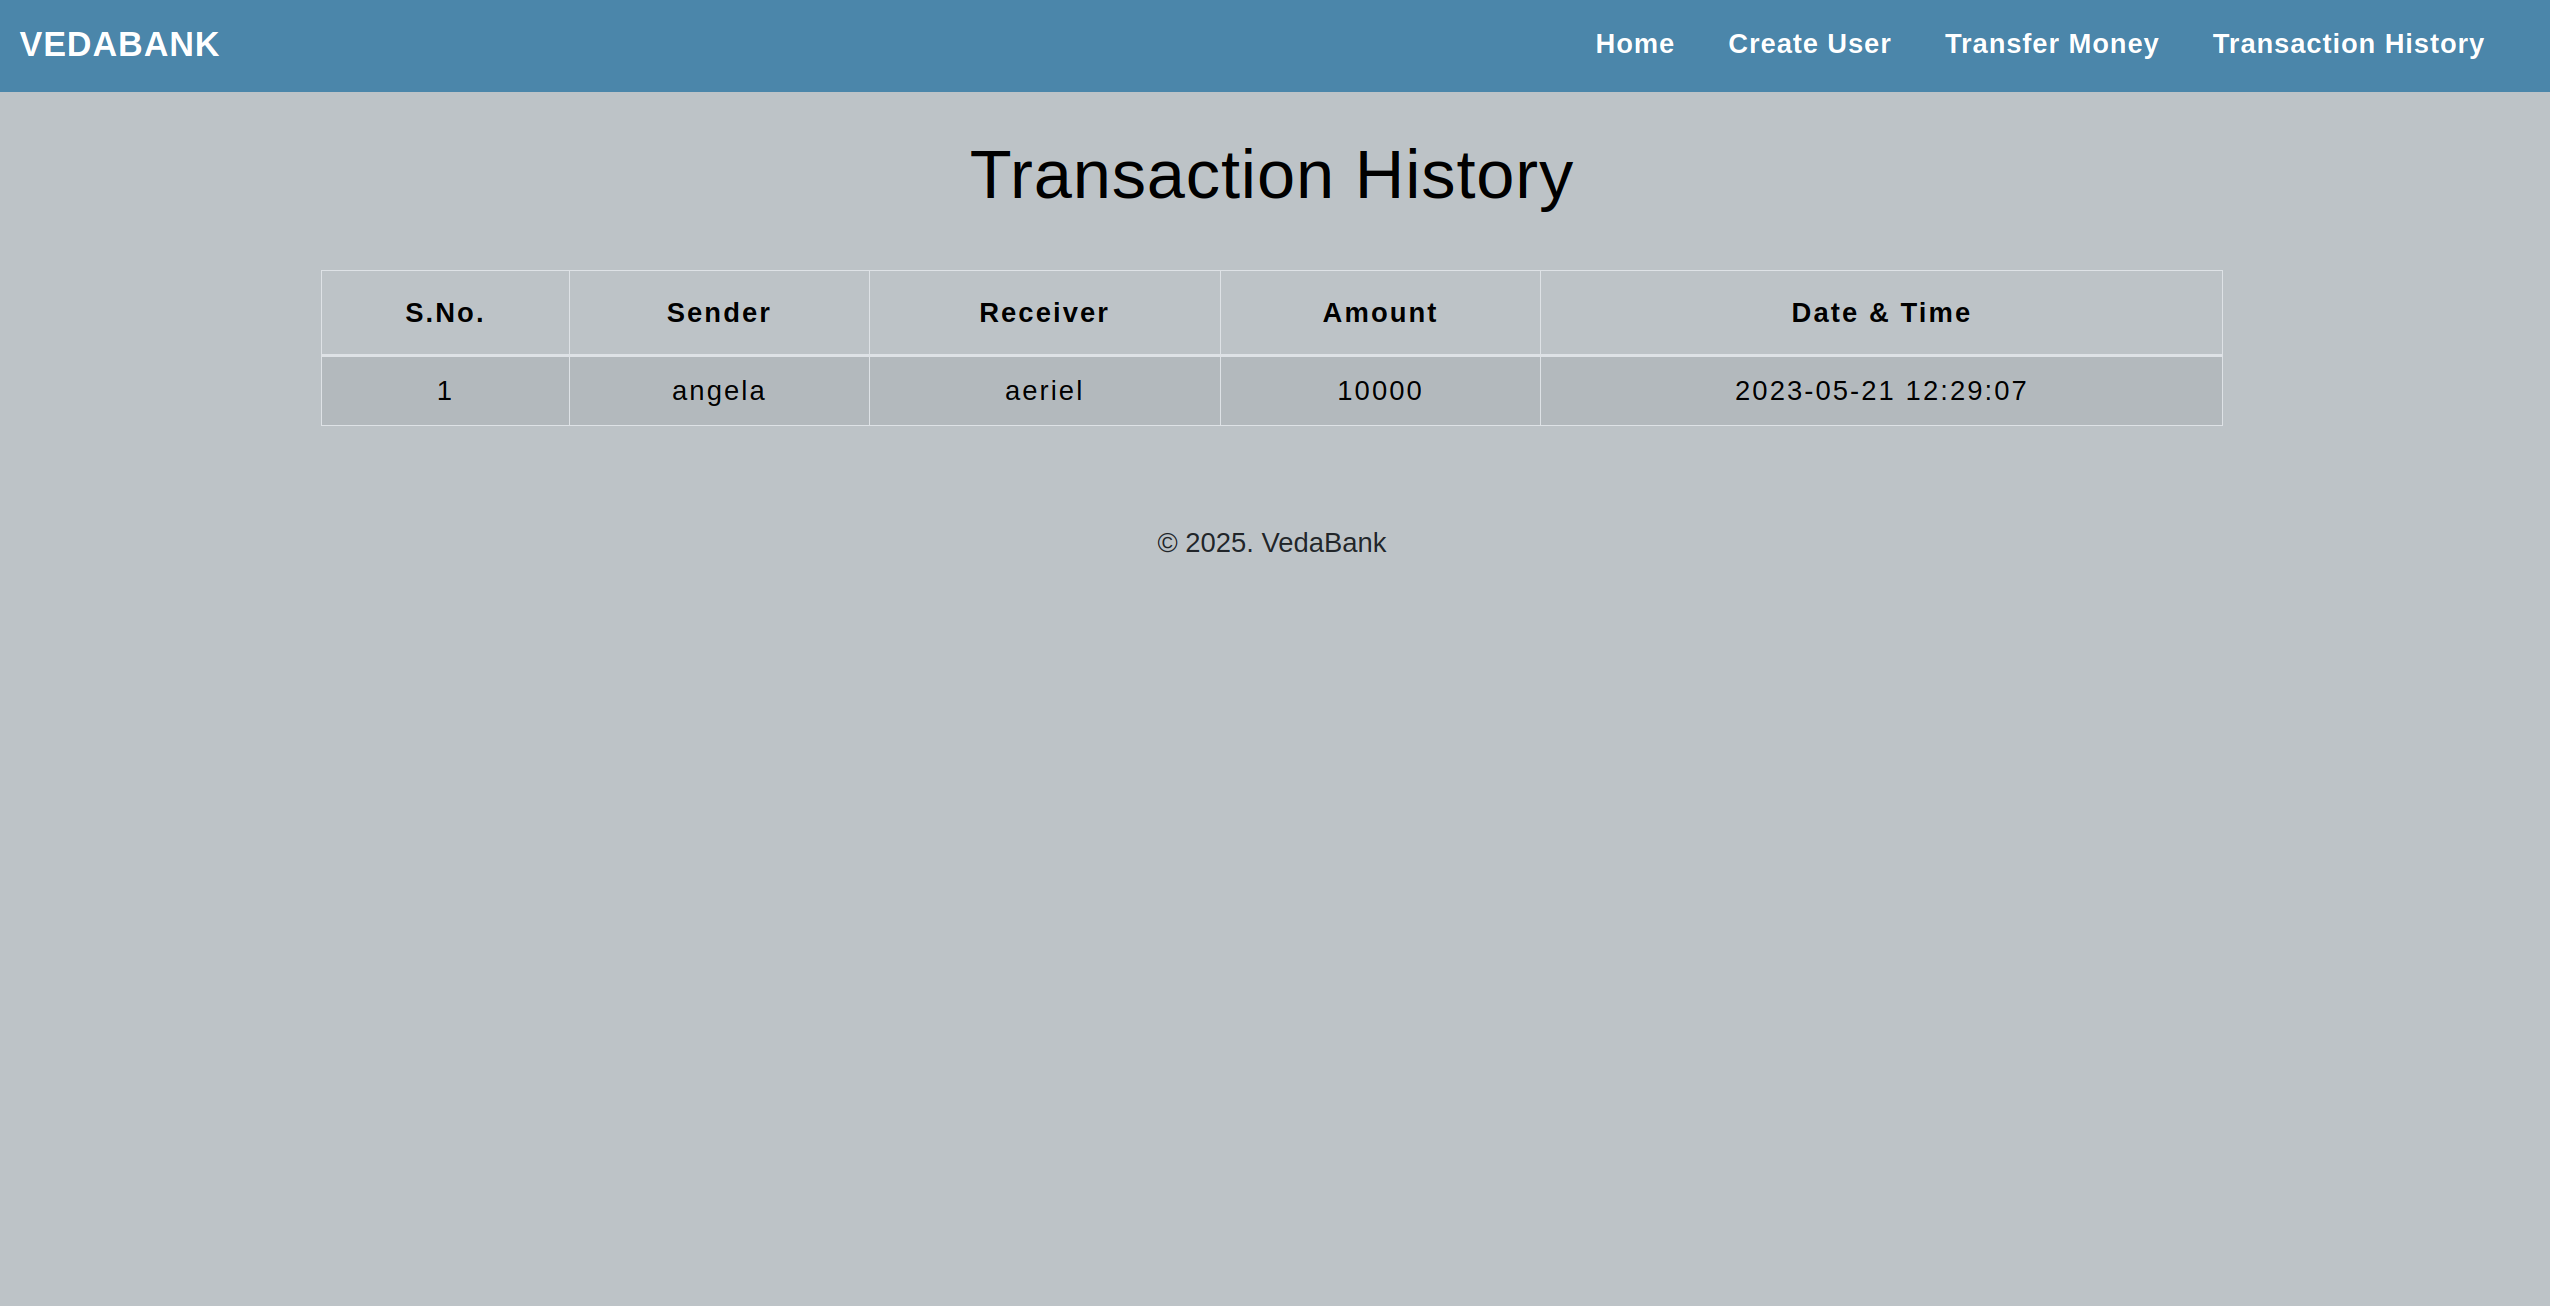 VEDABANK Home Create User Transfer Money Transaction History
Transaction History
S.No. Sender Receiver Amount Date & Time
1 angela aeriel 10000 2023-05-21 12:29:07
© 2025. VedaBank